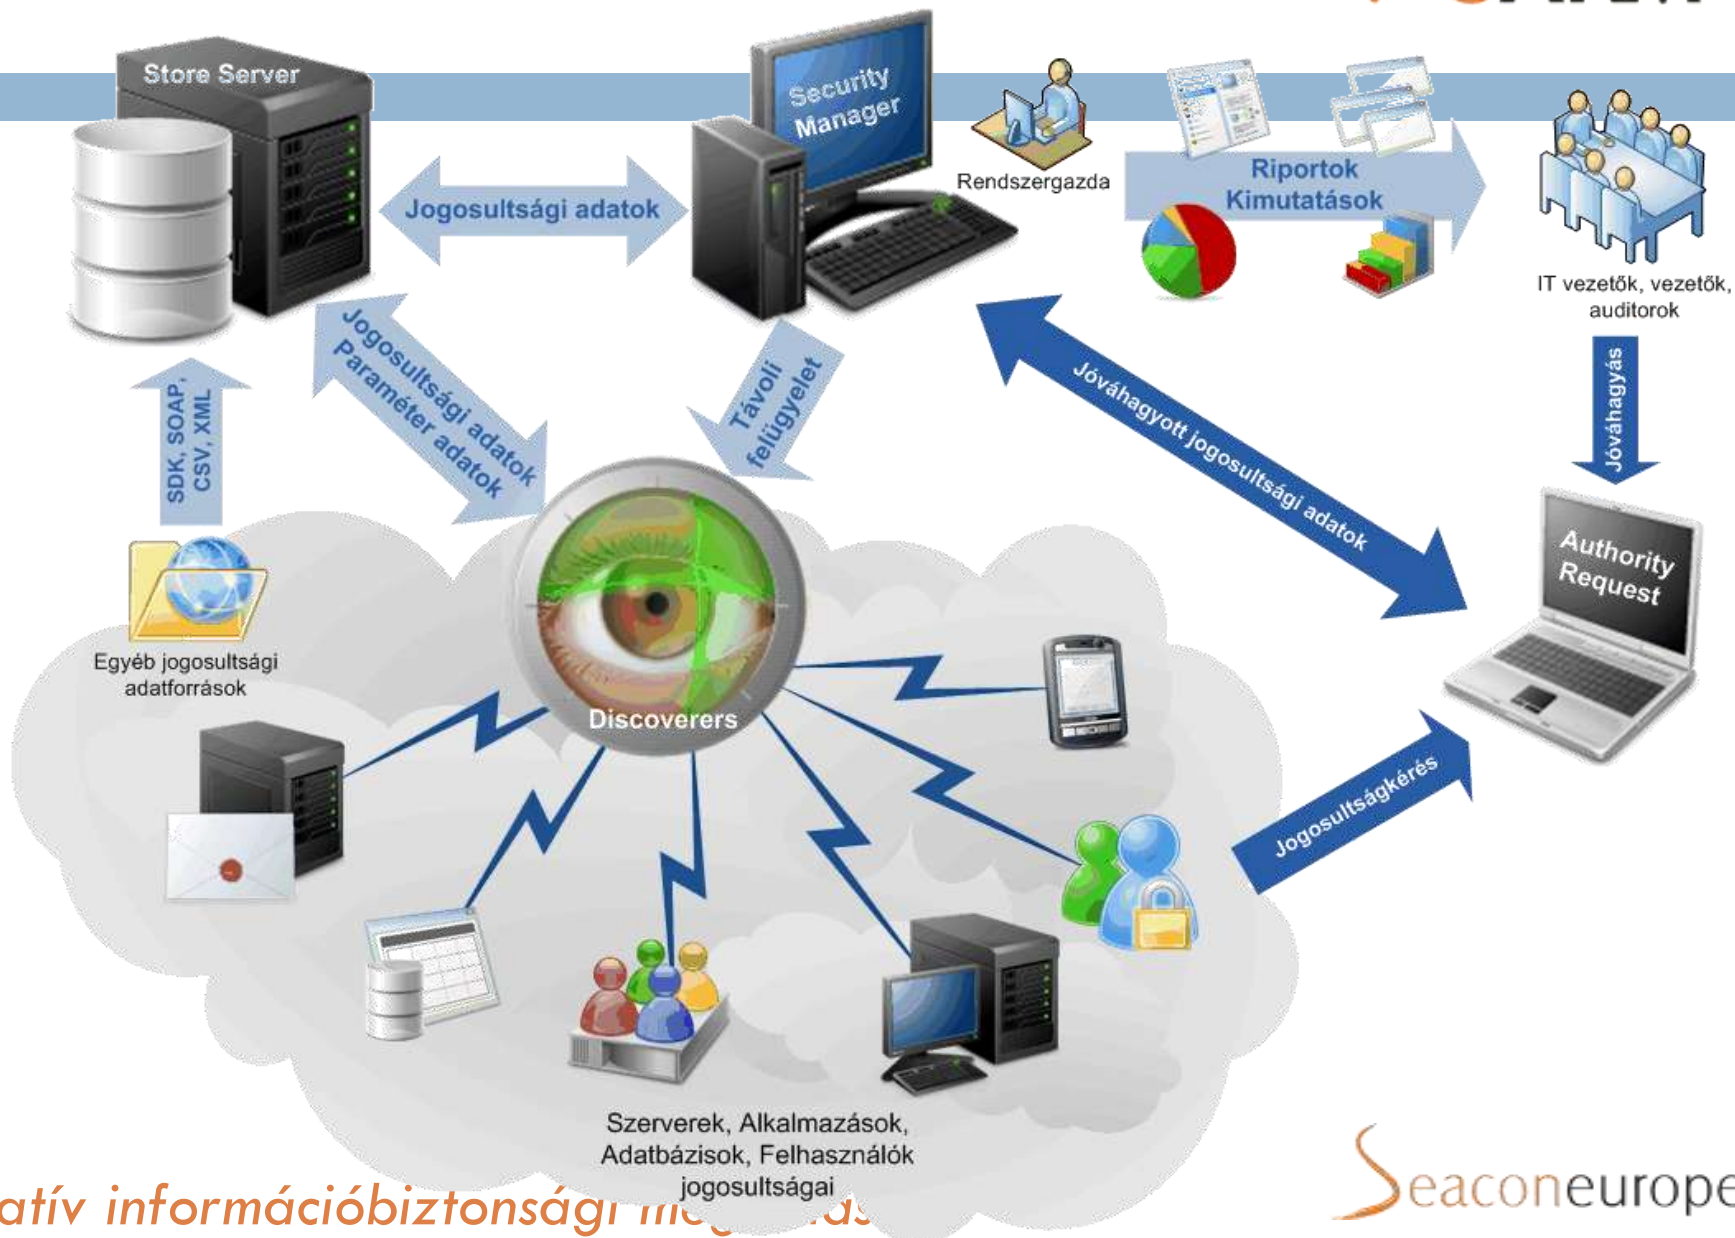 Store Server
Security
Manager
Rendszergazda
Riportok
Kimutatások
IT vezetők, vezetők,
auditorok
Jogosultsági adatok
Jogosultsági adatok
Paraméter adatok
Távoli
felügyelet
Jóváhagyott jogosultsági adatok
Jóváhagyás
SDK, SOAP,
CSV, XML
Authority
Request
Egyéb jogosultsági
adatforrások
Discoverers
Jogosultságkérés
Szerverek, Alkalmazások,
Adatbázisok, Felhasználók
jogosultságai
információbiztonsági
Seaconeurope